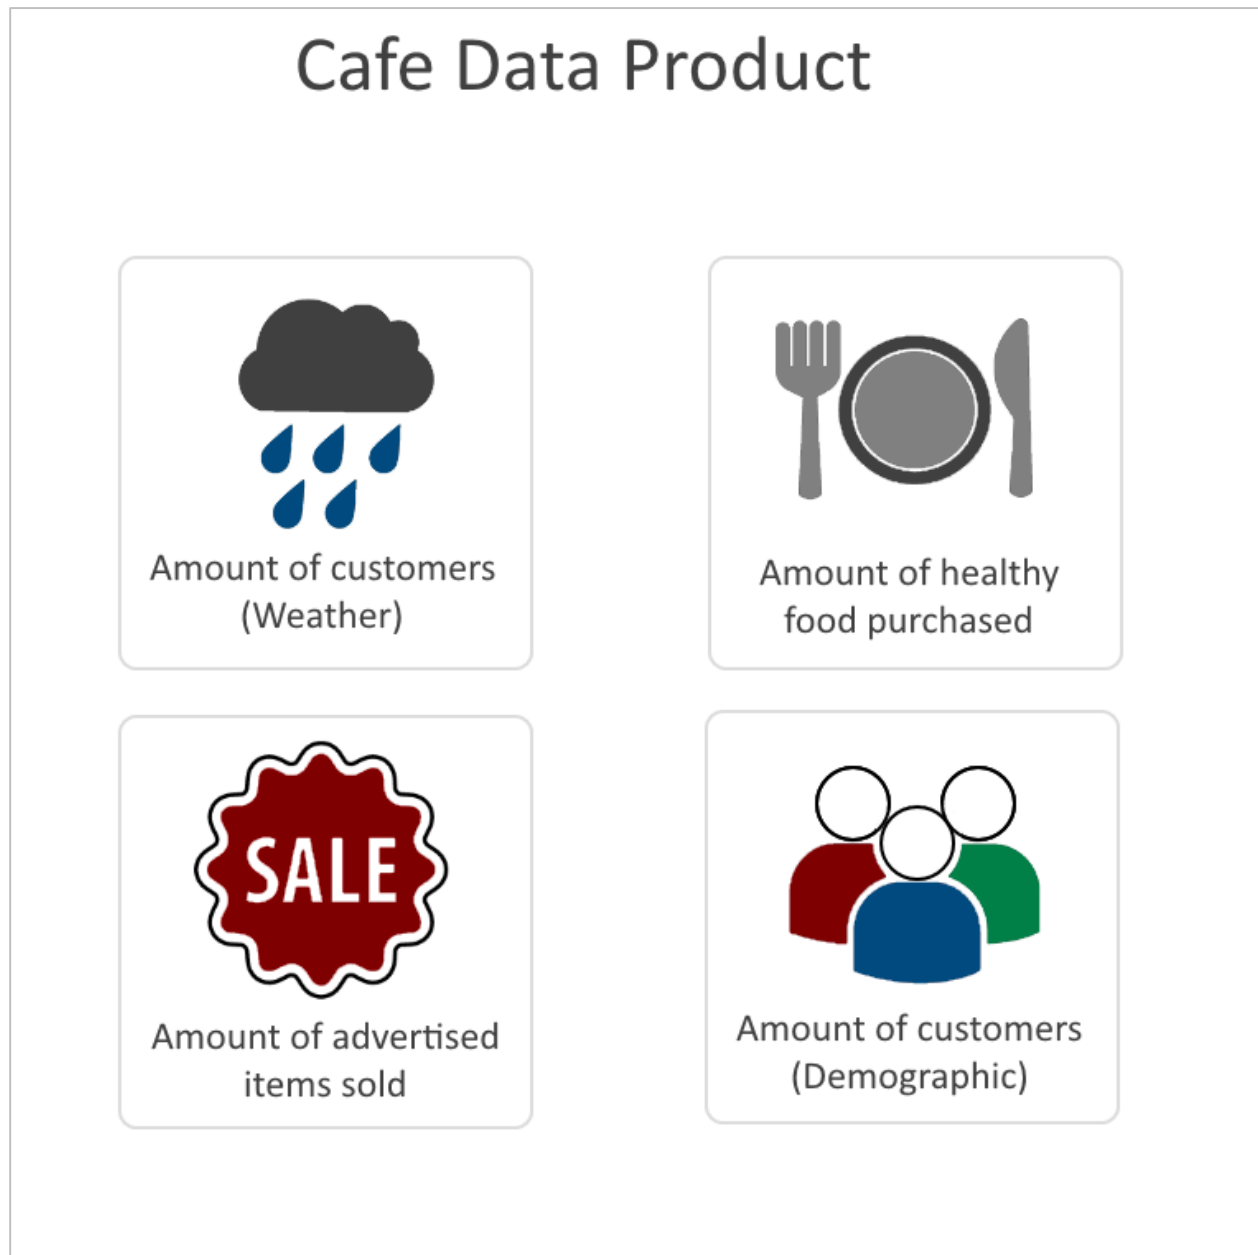 Cafe Data Product
Amount of customers
(Weather)
Amount of healthy
food purchased
SALE
Amount of advertised
items sold
Amount of customers
(Demographic)